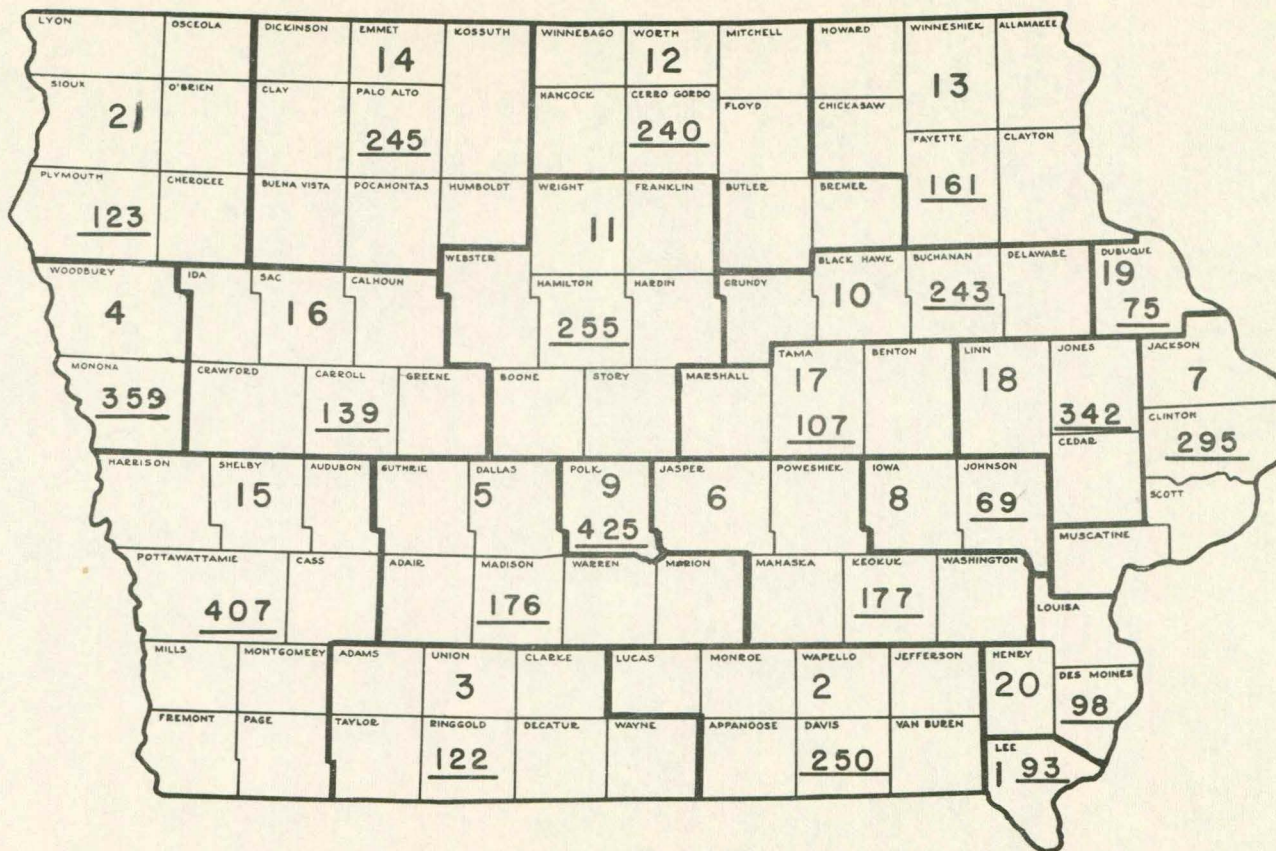 LYON
OSCEOLA
DICKINSON
EMMET
KOSSUTH
WINNEBAGO
WORTH
MITCHELL
HOWARD
WINNESHIEK
ALLAMAKEE
14
12
13
SIOUX
O'BRIEN
CLAY
PALO ALTO
HANCOCK
CERRO GORDO
FLOYD
CHICKASAW
21
245
240
FAYETTE
CLAYTON
PLYMOUTH
CHEROKEE
BUENA VISTA
POCAHONTAS
HUMBOLDT
WRIGHT
FRANKLIN
BUTLER
BREMER
161
123
11
WOODBURY
IDA
SAC
CALHOUN
WEBSTER
HAMILTON
HARDIN
GRUNDY
BLACK HAWK
BUCHANAN
DELAWARE
DUBUQUE
4
16
255
10
243
19
75
MONONA
CRAWFORD
CARROLL
GREENE
BOONE
STORY
MARSHALL
TAMA
BENTON
LINN
JONES
JACKSON
359
139
17
18
7
107
342
CLINTON
295
CEDAR
HARRISON
SHELBY
AUDUBON
GUTHRIE
DALLAS
POLK
JASPER
POWESHIEK
IOWA
JOHNSON
SCOTT
15
5
9
6
8
69
425
MUSCATINE
POTTAWATTAMIE
CASS
ADAIR
MADISON
WARREN
MARION
MAHASKA
KEOKUK
WASHINGTON
407
176
177
LOUISA
MILLS
MONTGOMERY
ADAMS
UNION
CLARKE
LUCAS
MONROE
WAPELLO
JEFFERSON
HENRY
3
2
20
DES MOINES
98
FREMONT
PAGE
TAYLOR
RINGGOLD
DECATUR
WAYNE
APPANOOSE
DAVIS
VAN BUREN
122
250
LEE
1 93